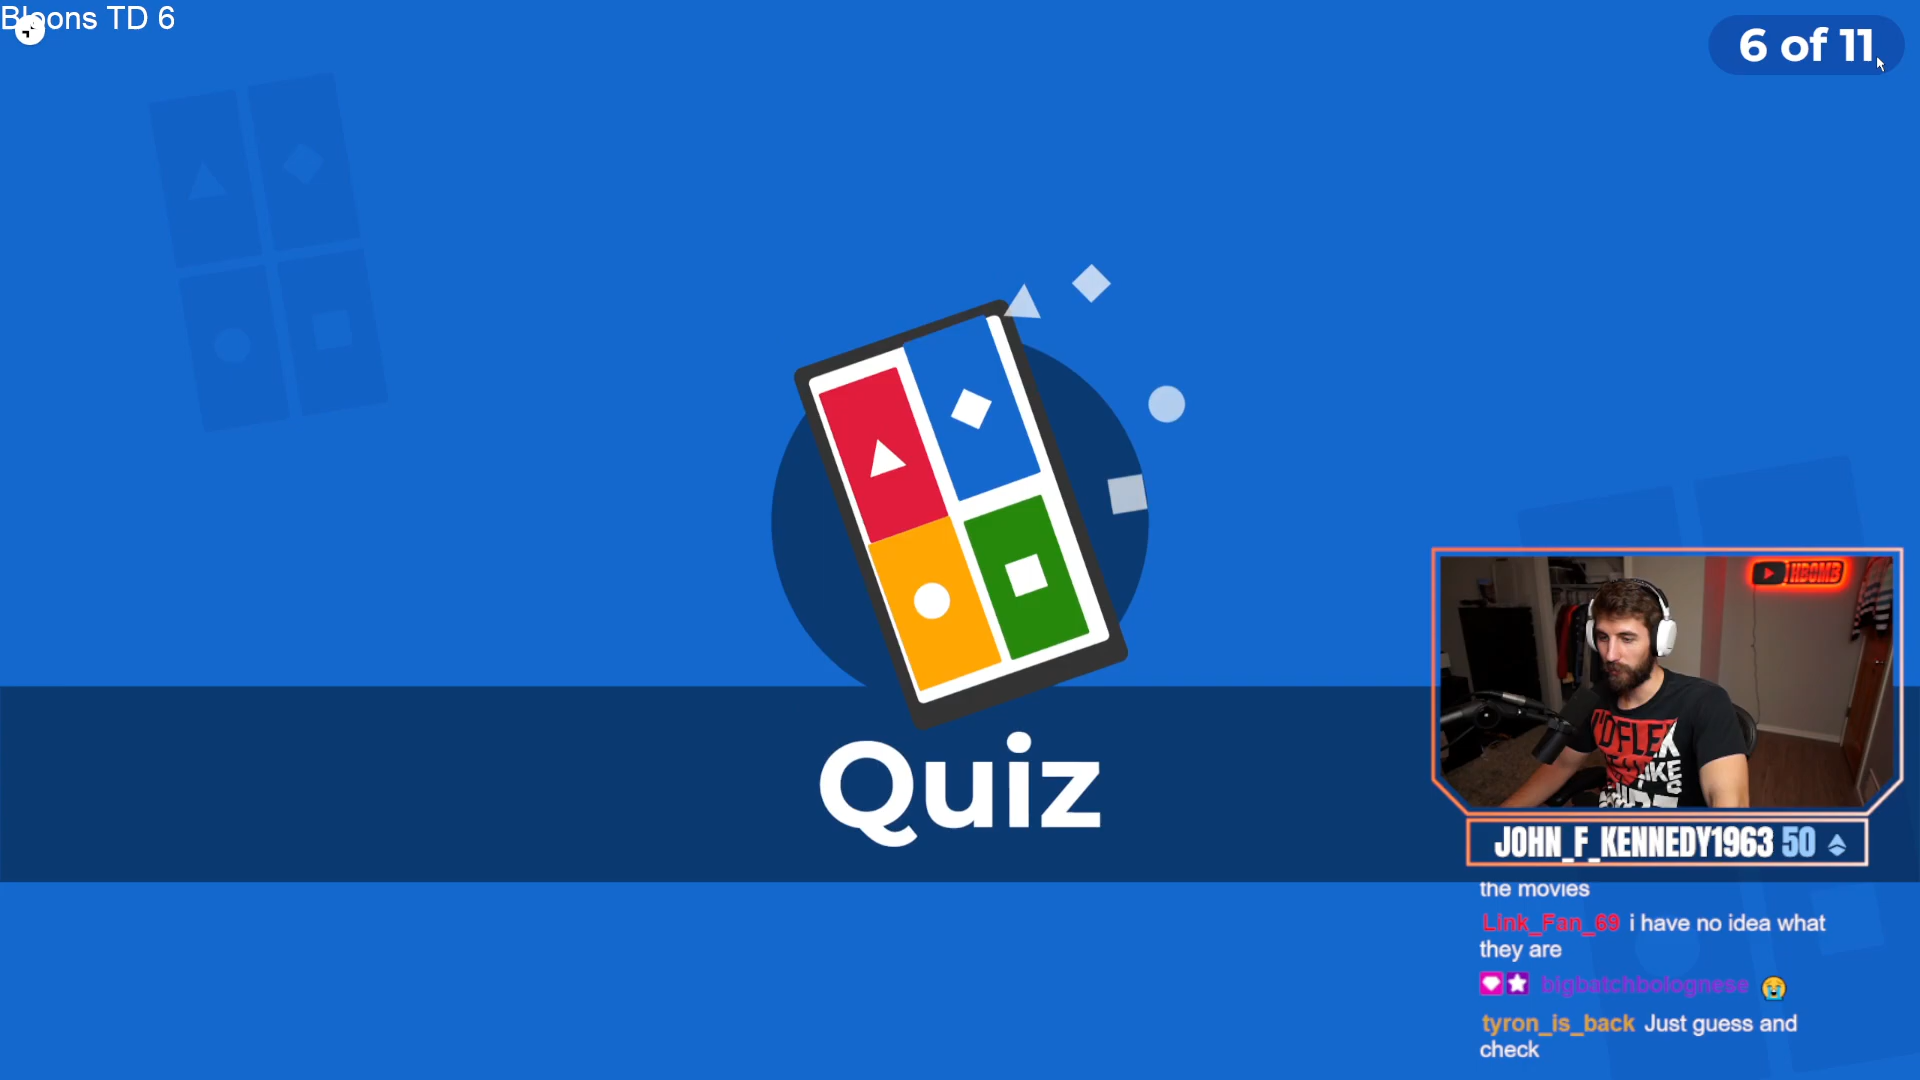 Bloons TD 6
6 of 11
Quiz
HBOMB
JOHN_F_KENNEDY1963 50
the movies
Link_Fan_69 i have no idea what
they are
bigbatchbolognese
tyron_is_back Just guess and
check